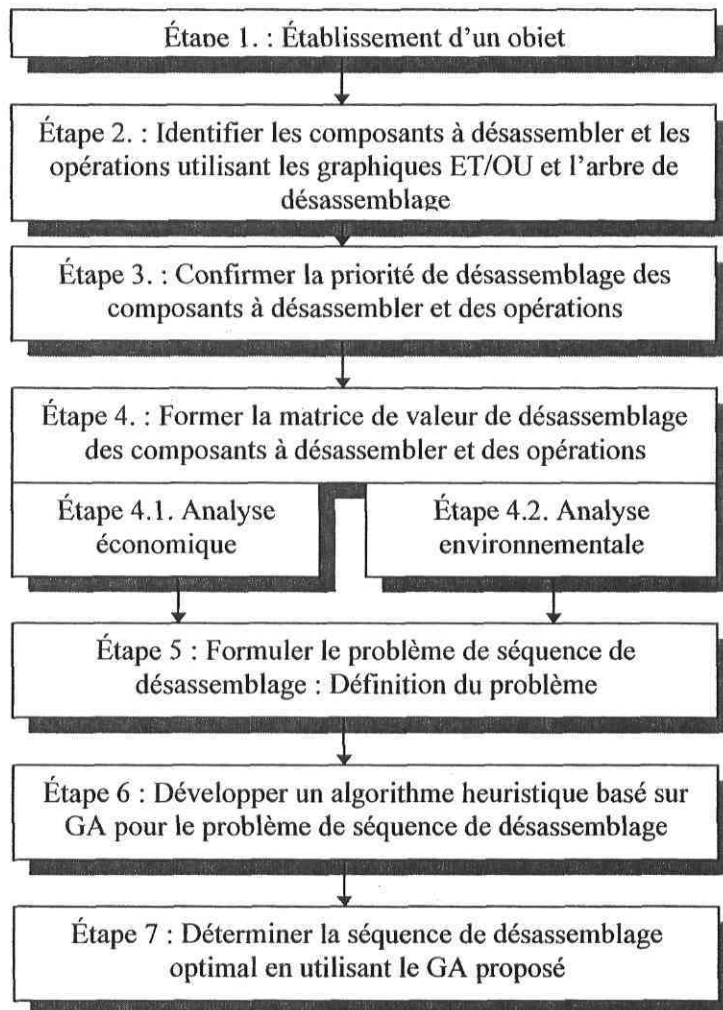 Étape 1. : Établissement d'un objet
Étape 2. : Identifier les composants à désassembler et les
opérations utilisant les graphiques ET/OU et l'arbre de
désassemblage
Étape 3. : Confirmer la priorité de désassemblage des
composants à désassembler et des opérations
Étape 4. : Former la matrice de valeur de désassemblage
des composants à désassembler et des opérations
Étape 4.1. Analyse
économique
Étape 4.2. Analyse
environnementale
Étape 5 : Formuler le problème de séquence de
désassemblage : Définition du problème
Étape 6 : Développer un algorithme heuristique basé sur
GA pour le problème de séquence de désassemblage
Étape 7 : Déterminer la séquence de désassemblage
optimal en utilisant le GA proposé